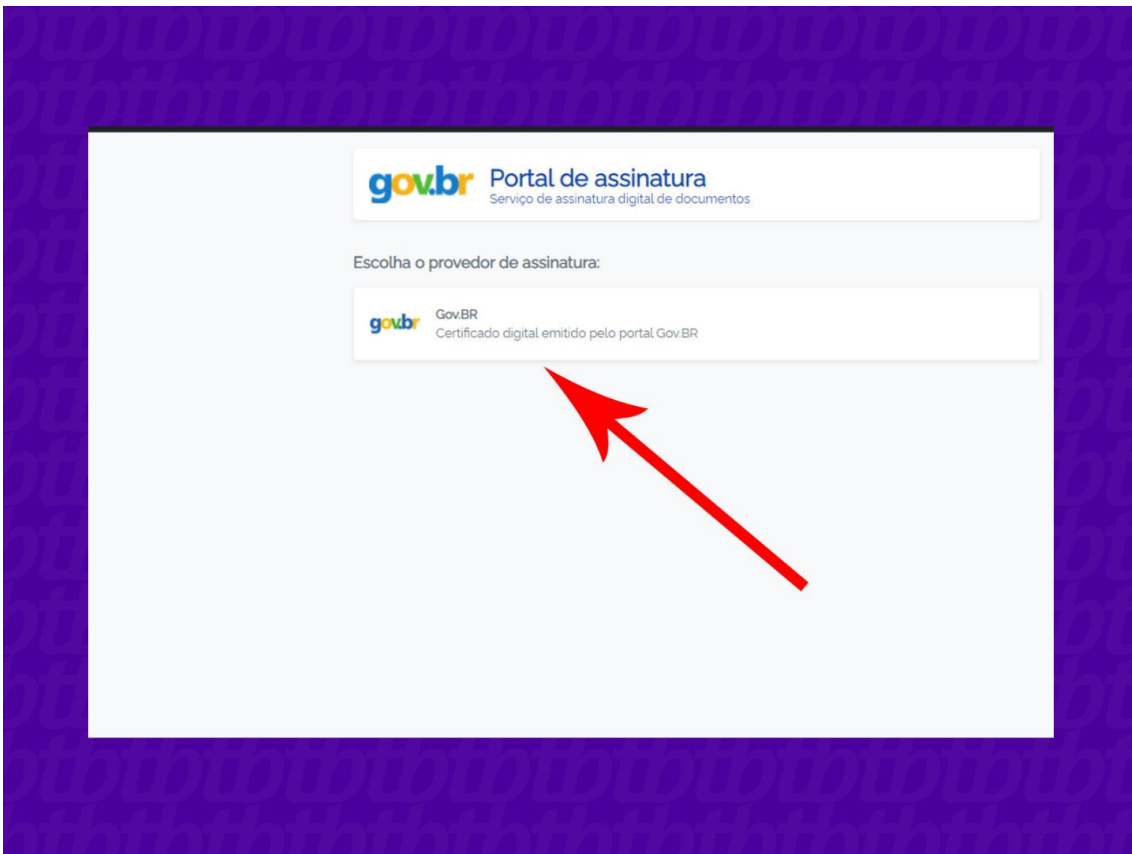 gov.br
Portal de assinatura
Serviço de assinatura digital de documentos
Escolha o provedor de assinatura:
gov.br
Gov.BR
Certificado digital emitido pelo portal Gov.BR